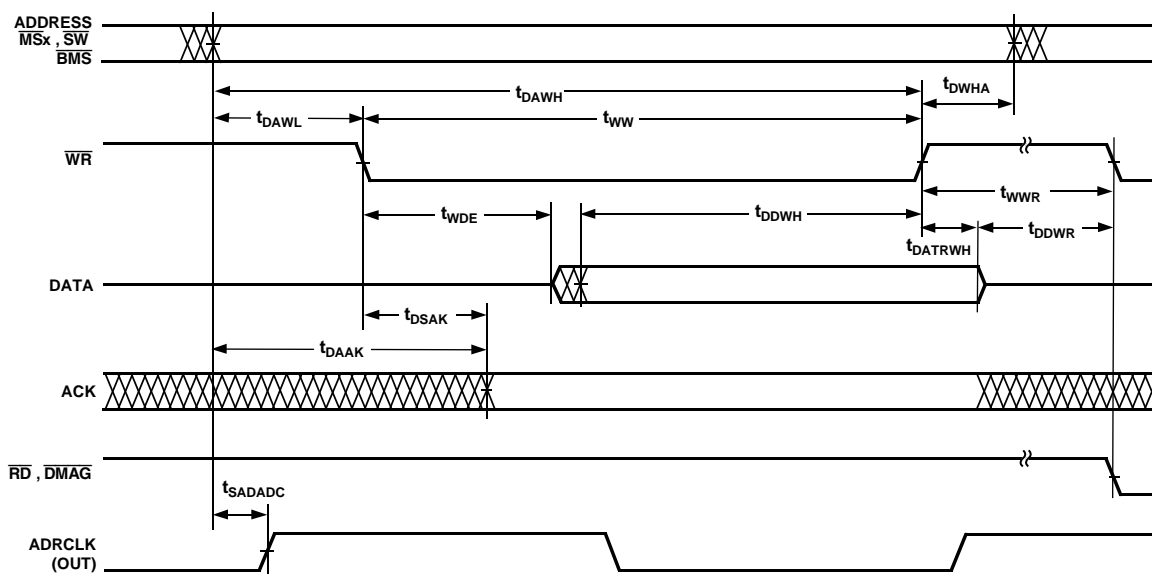 ADDRESS
MSx , SW
BMS
tDAWH
tDWHA
tDAWL
tWW
WR
tWWR
tWDE
tDDWH
tDDWR
tDATRWH
DATA
tDSAK
tDAAK
ACK
RD , DMAG
tSADADC
ADRCLK
(OUT)